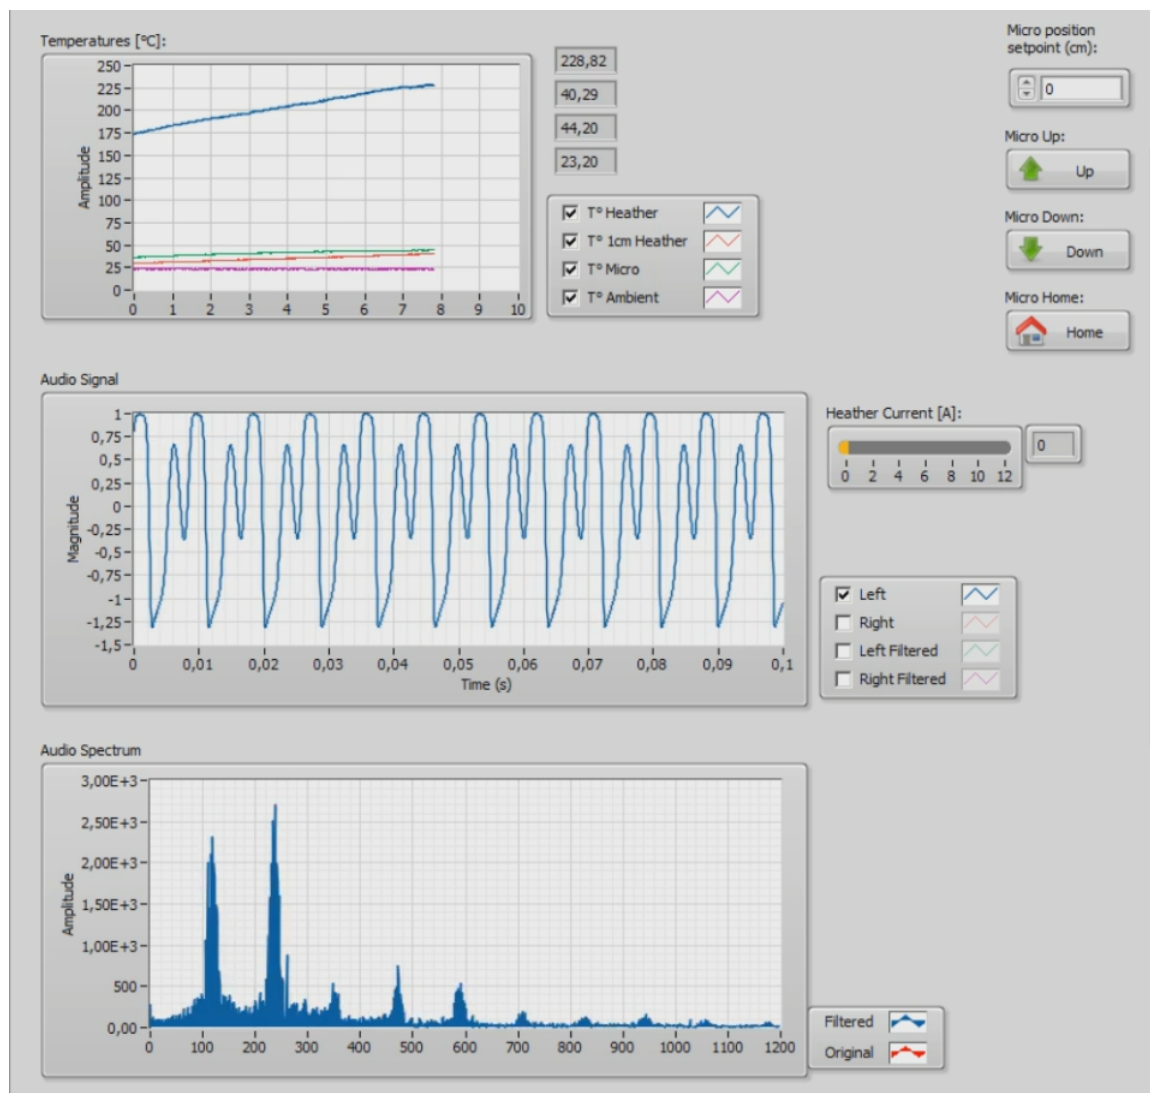 Temperatures [°C]:
250
225
200
175
150
125
100
75
50
25
0
Amplitude
0 1 2 3 4 5 6 7 8 9 10
228,82
40,29
44,20
23,20
T° Heather
T° 1cm Heather
T° Micro
T° Ambient
Micro position
setpoint (cm):
0
Micro Up:
Up
Micro Down:
Down
Micro Home:
Home
Audio Signal
1
0,75
0,5
0,25
0
-0,25
-0,5
-0,75
-1
-1,25
-1,5
Magnitude
0 0,01 0,02 0,03 0,04 0,05 0,06 0,07 0,08 0,09 0,1
Time (s)
Heather Current [A]:
0 2 4 6 8 10 12
0
Left
Right
Left Filtered
Right Filtered
Audio Spectrum
3,00E+3
2,50E+3
2,00E+3
1,50E+3
1,00E+3
500
0,00
Amplitude
0 100 200 300 400 500 600 700 800 900 1000 1100 1200
Filtered
Original